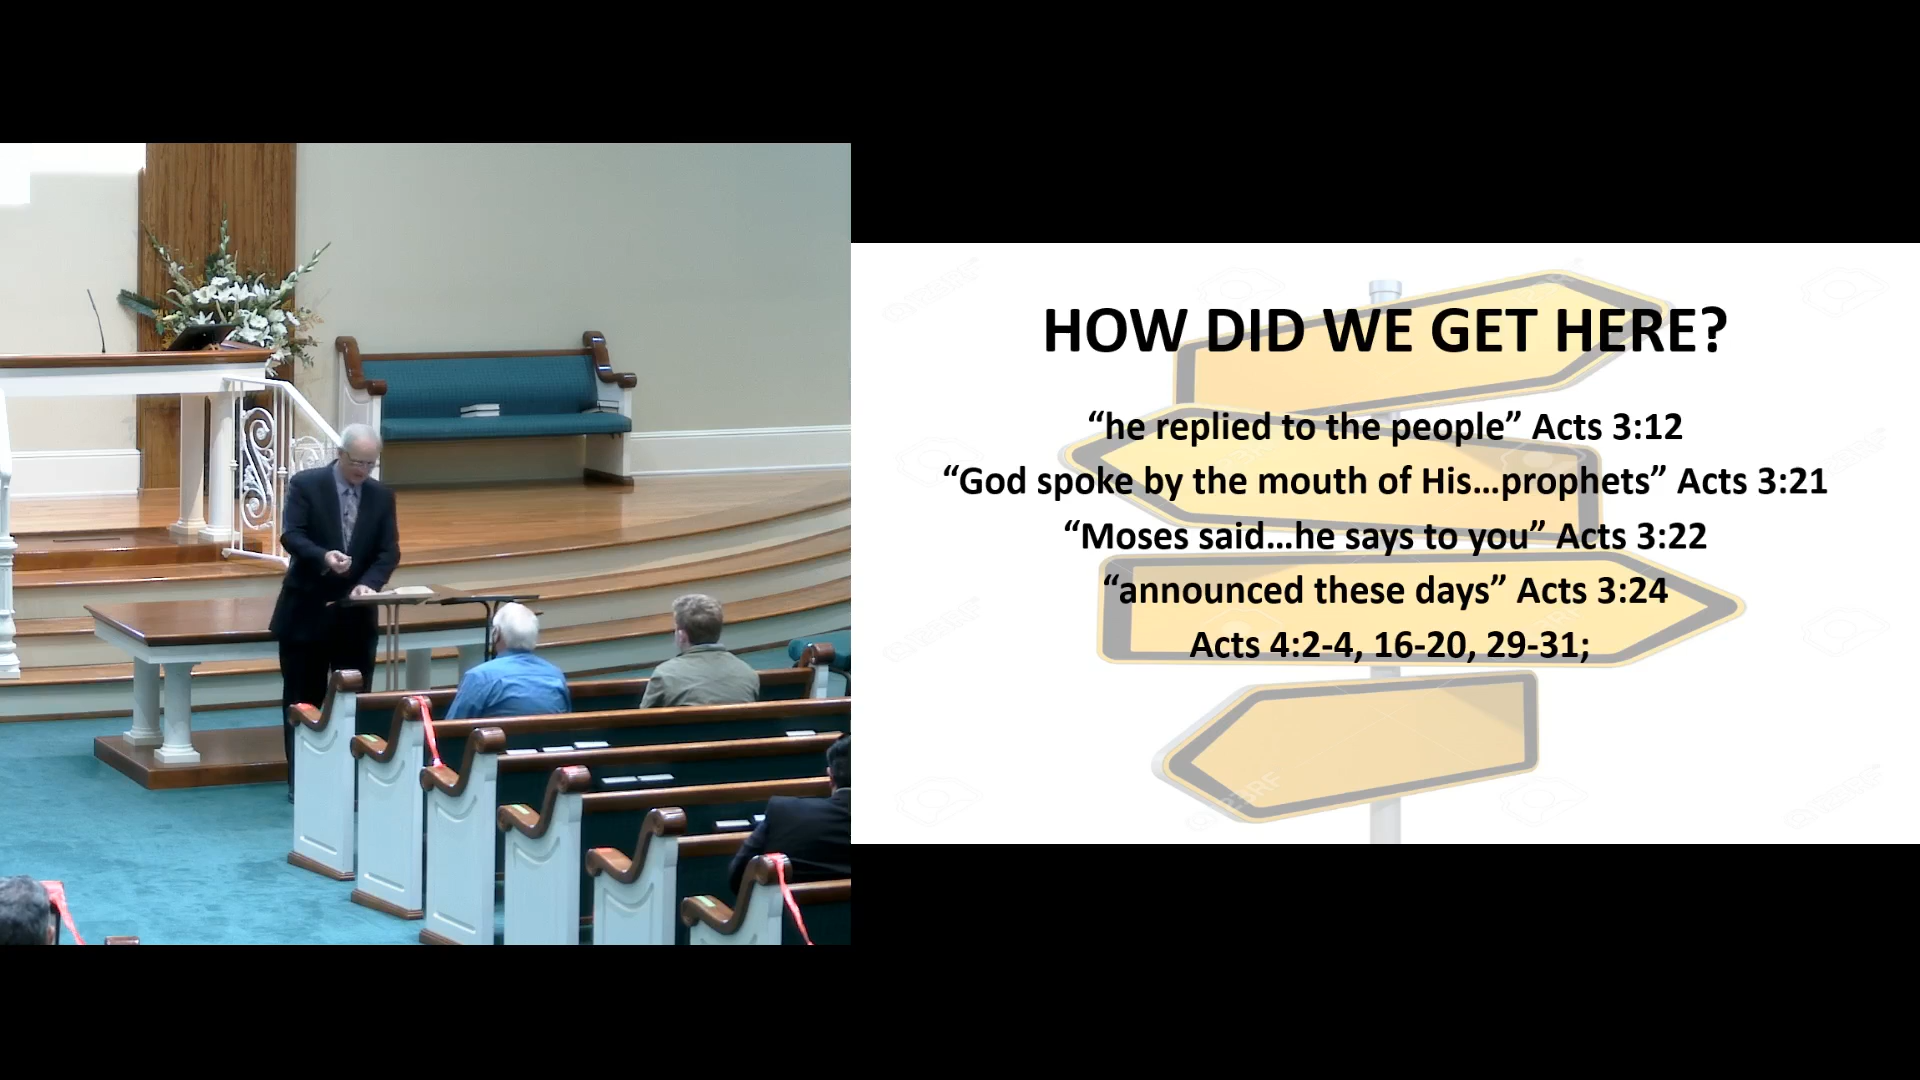 HOW DID WE GET HERE?
“he replied to the people” Acts 3:12
“God spoke by the mouth of His...prophets” Acts 3:21
“Moses said...he says to you” Acts 3:22
“announced these days” Acts 3:24
Acts 4:2-4, 16-20, 29-31;